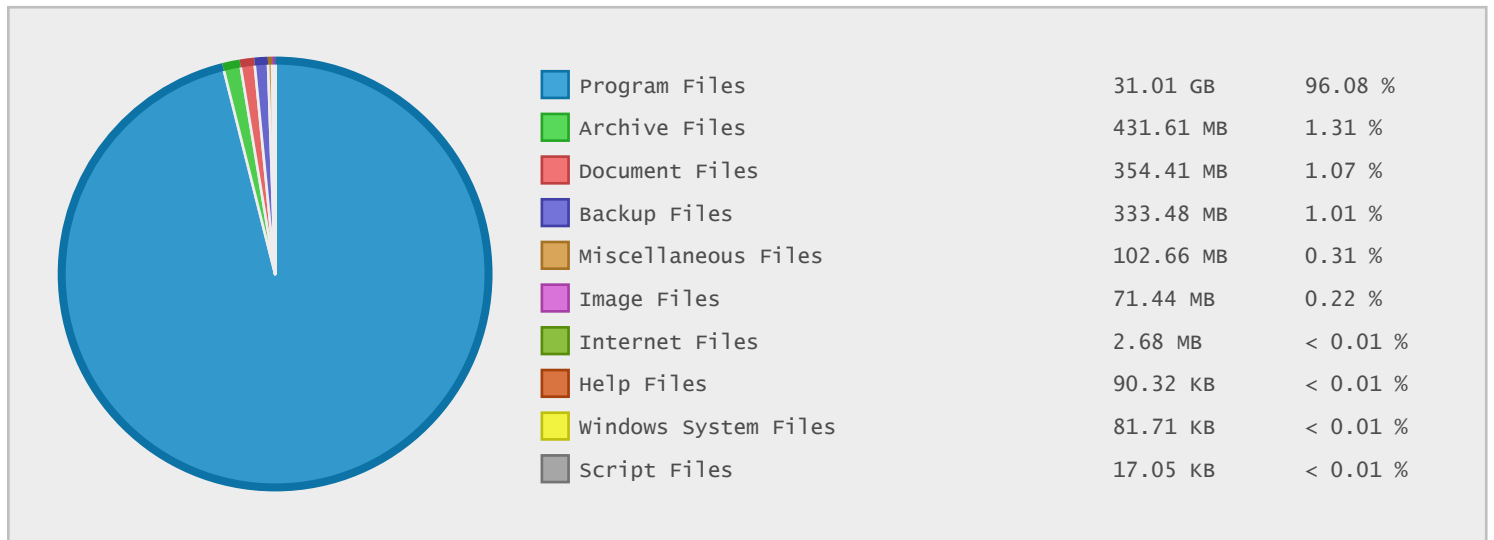 Program Files 31.01 GB 96.08 %
Archive Files 431.61 MB 1.31 %
Document Files 354.41 MB 1.07 %
Backup Files 333.48 MB 1.01 %
Miscellaneous Files 102.66 MB 0.31 %
Image Files 71.44 MB 0.22 %
Internet Files 2.68 MB < 0.01 %
Help Files 90.32 KB < 0.01 %
Windows System Files 81.71 KB < 0.01 %
Script Files 17.05 KB < 0.01 %